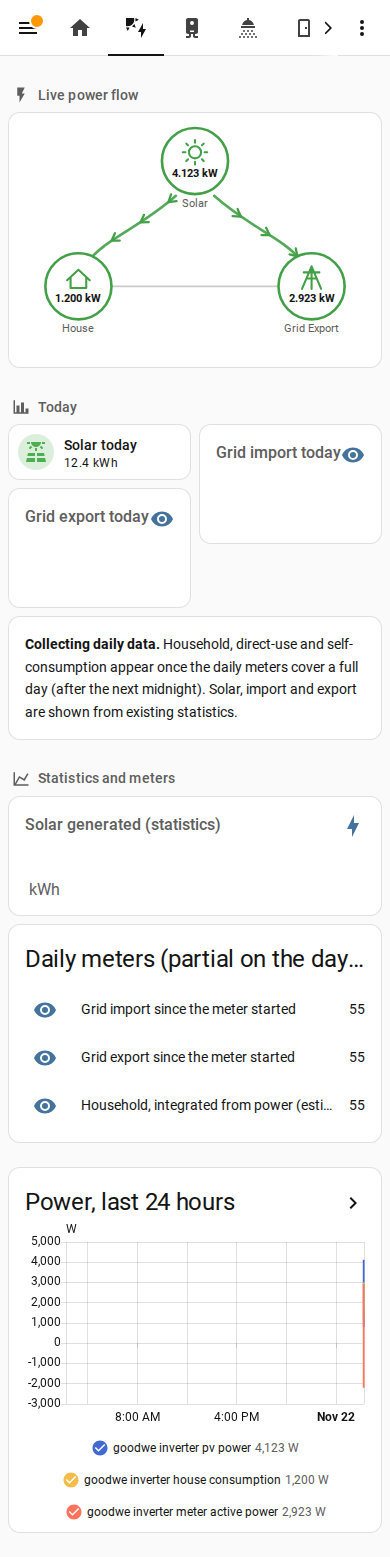 Live power flow
4.123 kW
Solar
1.200 kW
House
2.923 kW
Grid Export
Today
Solar today
12.4 kWh
Grid import today
Grid export today
Collecting daily data. Household, direct-use and self-
consumption appear once the daily meters cover a full
day (after the next midnight). Solar, import and export
are shown from existing statistics.
Statistics and meters
Solar generated (statistics)
kWh
Daily meters (partial on the day…
Grid import since the meter started 55
Grid export since the meter started 55
Household, integrated from power (esti… 55
Power, last 24 hours
W
5,000
4,000
3,000
2,000
1,000
0
-1,000
-2,000
-3,000
8:00 AM 4:00 PM Nov 22
goodwe inverter pv power 4,123 W
goodwe inverter house consumption 1,200 W
goodwe inverter meter active power 2,923 W